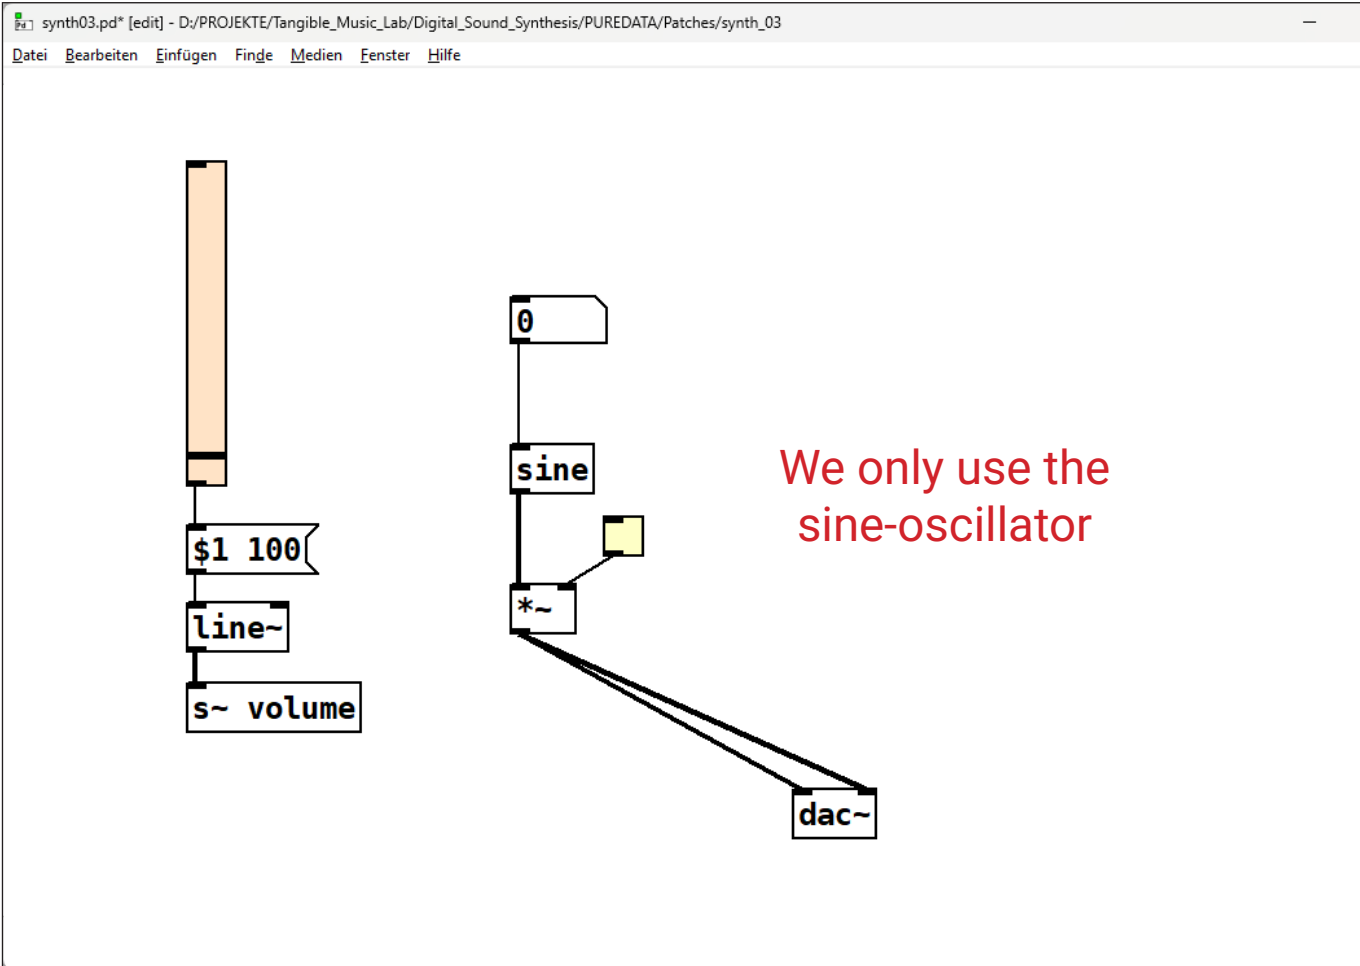 synth03.pd* [edit] - D:/PROJEKTE/Tangible_Music_Lab/Digital_Sound_Synthesis/PUREDATA/Patches/synth_03
Datei Bearbeiten Einfügen Finde Medien Fenster Hilfe
0
sine
We only use the
sine-oscillator
$1 100
*~
line~
s~ volume
dac~